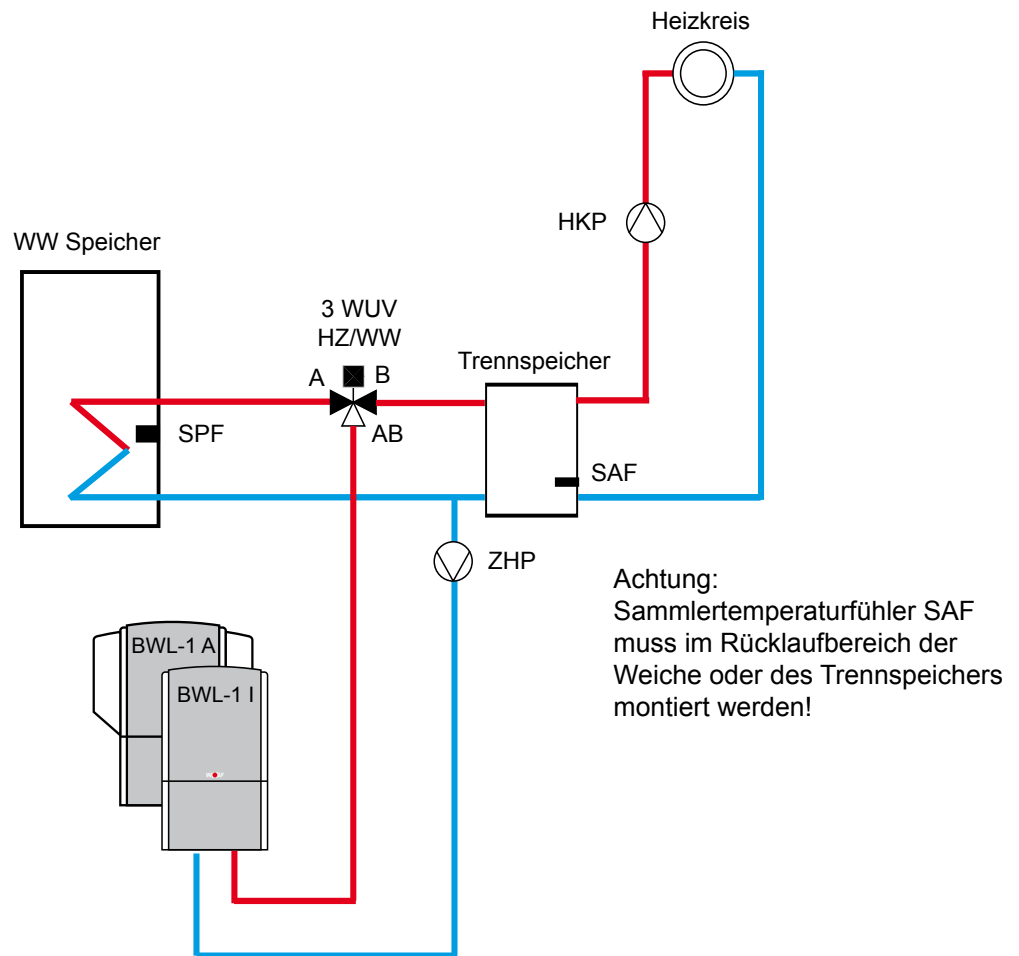 Heizkreis
HKP
WW Speicher
3 WUV
HZ/WW
Trennspeicher
A
B
AB
SPF
SAF
ZHP
Achtung:
Sammlertemperaturfühler SAF
muss im Rücklaufbereich der
Weiche oder des Trennspeichers
montiert werden!
BWL-1 A
BWL-1 I